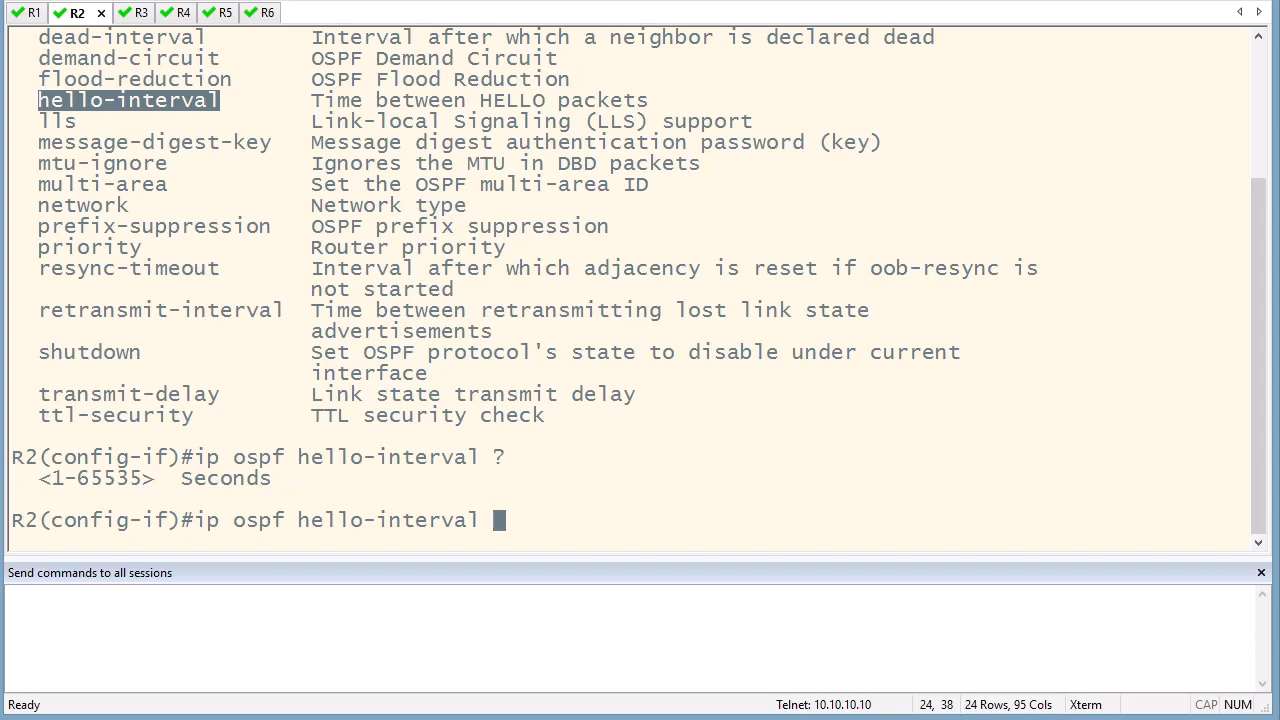 R1 R2 × R3 R4 R5 R6
dead-interval Interval after which a neighbor is declared dead
demand-circuit OSPF Demand Circuit
flood-reduction OSPF Flood Reduction
hello-interval Time between HELLO packets
lls Link-local Signaling (LLS) support
message-digest-key Message digest authentication password (key)
mtu-ignore Ignores the MTU in DBD packets
multi-area Set the OSPF multi-area ID
network Network type
prefix-suppression OSPF prefix suppression
priority Router priority
resync-timeout Interval after which adjacency is reset if oob-resync is
not started
retransmit-interval Time between retransmitting lost link state
advertisements
shutdown Set OSPF protocol's state to disable under current
interface
transmit-delay Link state transmit delay
ttl-security TTL security check
R2(config-if)#ip ospf hello-interval ?
<1-65535> Seconds
R2(config-if)#ip ospf hello-interval
Send commands to all sessions
Ready Telnet: 10.10.10.10 24, 38 24 Rows, 95 Cols Xterm CAP NUM